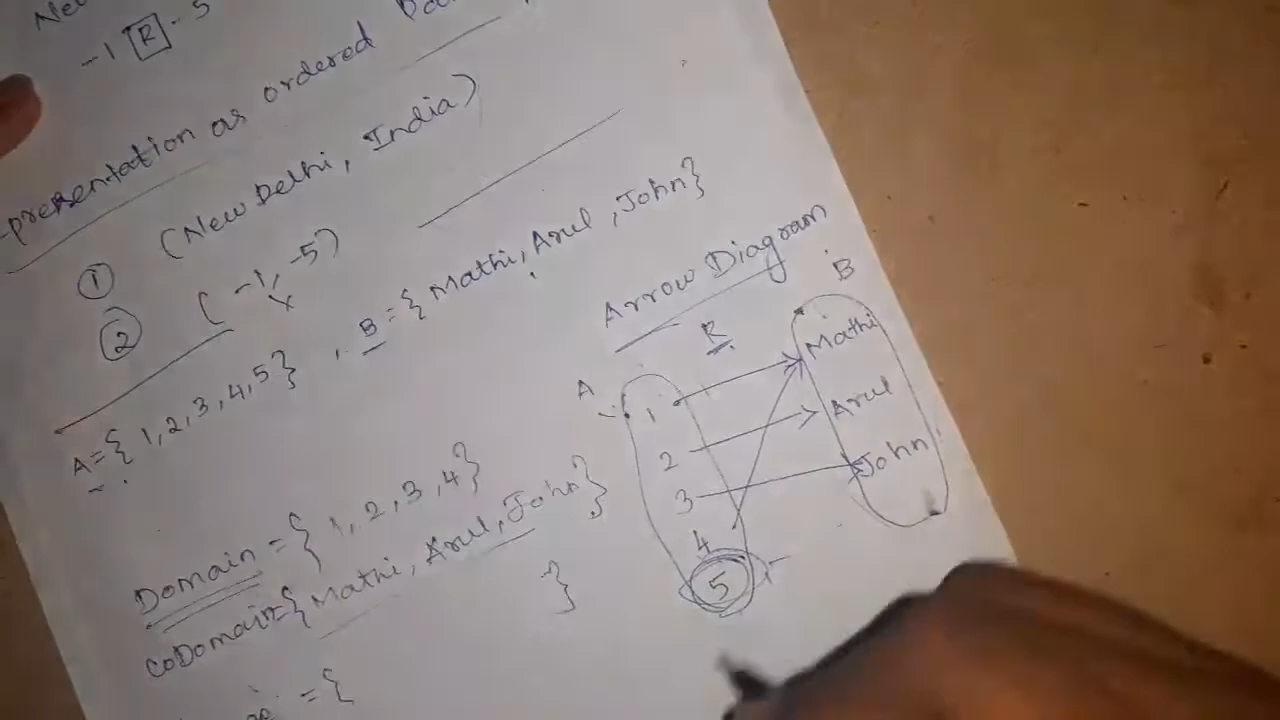 -1 R 5
presentation as ordered
① (New Delhi, India)
② (-1, -5)
A = { 1, 2, 3, 4, 5 } , B = { Mathi, Arul, John }
Arrow Diagram
R
A
B
1
2
3
4
5
Mathi
Arul
John
Domain = { 1, 2, 3, 4 }
CoDomain = { Mathi, Arul, John }
}
= {